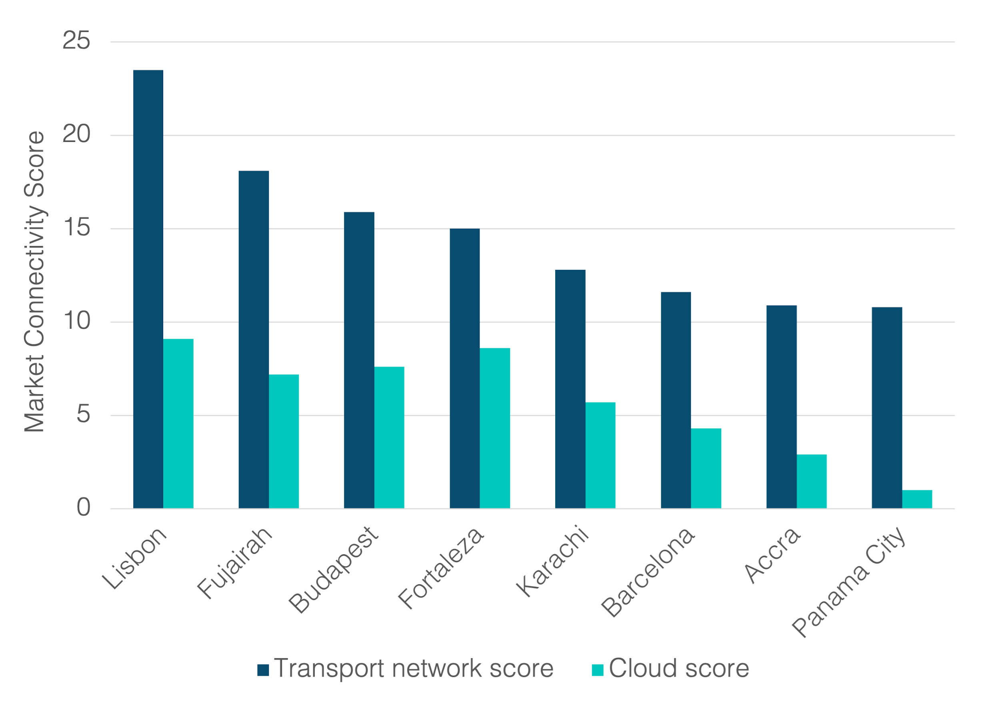 25
20
15
10
5
0
Market Connectivity Score
Lisbon
Fujairah
Budapest
Fortaleza
Karachi
Barcelona
Accra
Panama City
Transport network score
Cloud score